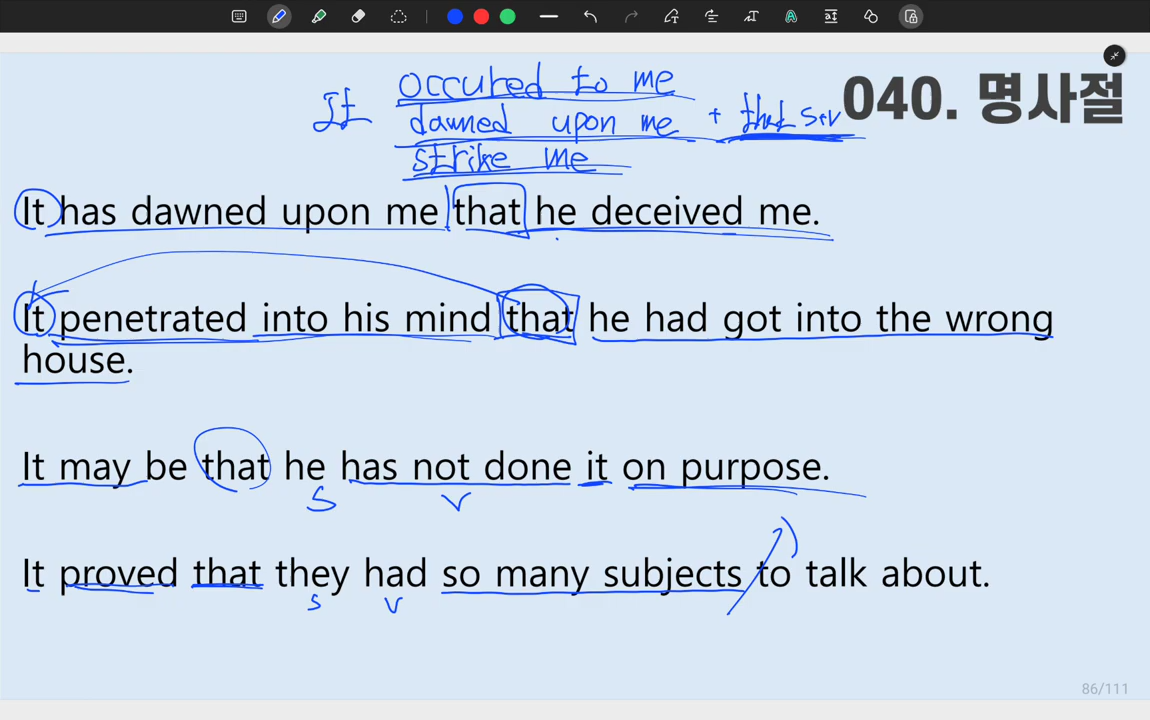 040. 명사절
It occured to me
dawned upon me + that S+V
strike me
It has dawned upon me that he deceived me.
It penetrated into his mind that he had got into the wrong
house.
It may be that he has not done it on purpose.
S V
It proved that they had so many subjects to talk about.
S V
86/111